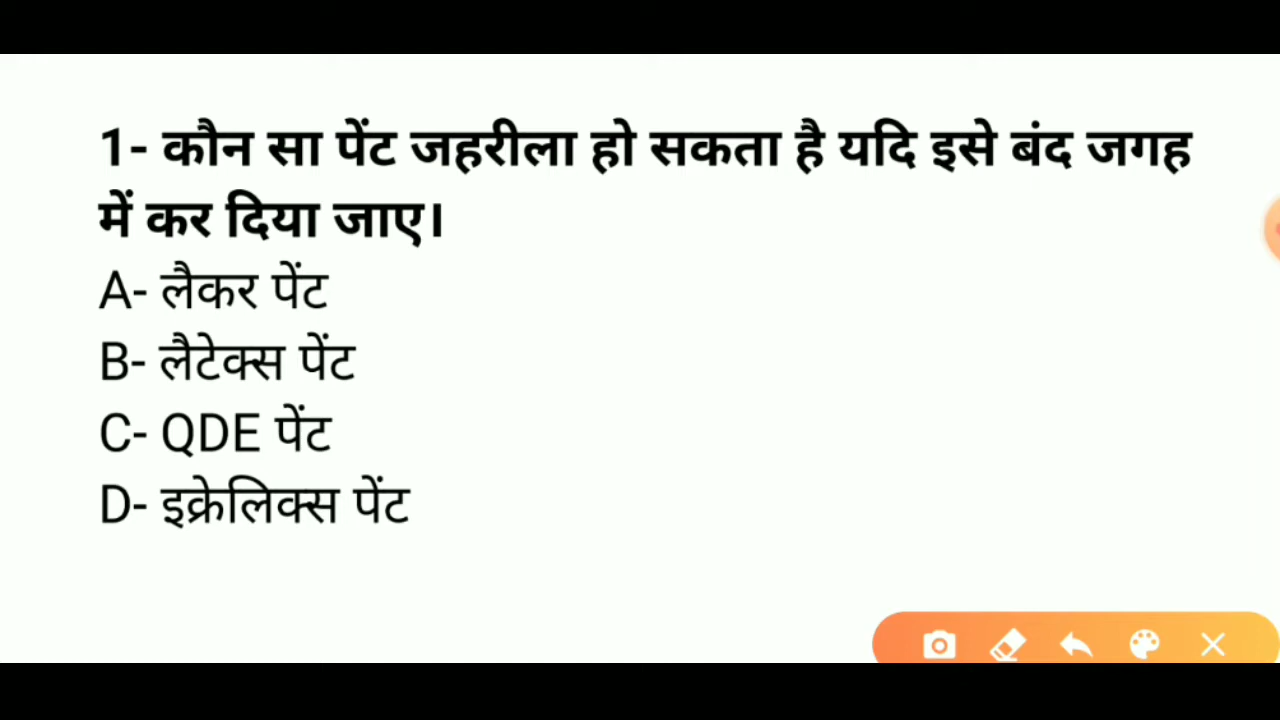 1- कौन सा पेंट जहरीला हो सकता है यदि इसे बंद जगह
में कर दिया जाए।
A- लैकर पेंट
B- लैटेक्स पेंट
C- QDE पेंट
D- इक्रेलिक्स पेंट